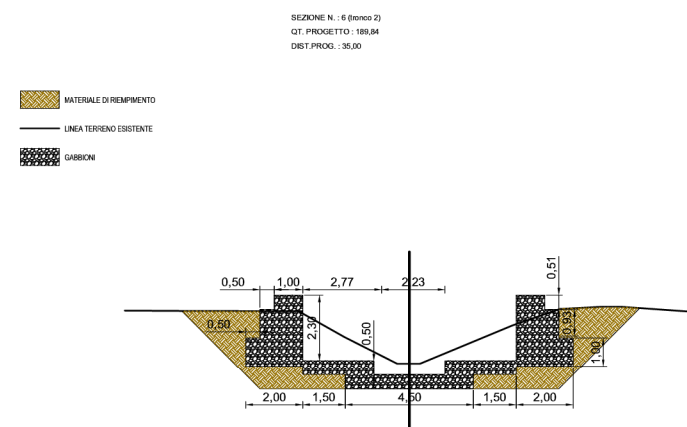 SEZIONE N. : 6 (tronco 2)
QT. PROGETTO : 189,84
DIST.PROG. : 35,00
MATERIALE DI RIEMPIMENTO
LINEA TERRENO ESISTENTE
GABBIONI
0,50 1,00 2,77 2,23 0,51
0,50 2,30 0,50 0,93 1,00
2,00 1,50 4,50 1,50 2,00